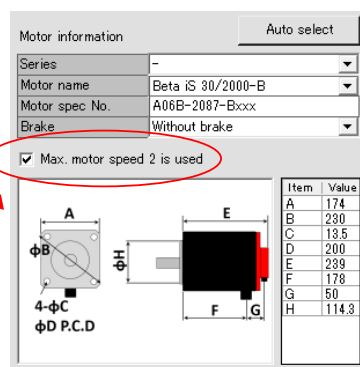 Motor information
Auto select
Series
-
Motor name
Beta iS 30/2000-B
Motor spec No.
A06B-2087-Bxxx
Brake
Without brake
Max. motor speed 2 is used
A
E
φB
φH
4-φC
φD P.C.D
F
G
Item Value
A 174
B 230
C 13.5
D 200
E 239
F 178
G 50
H 114.3